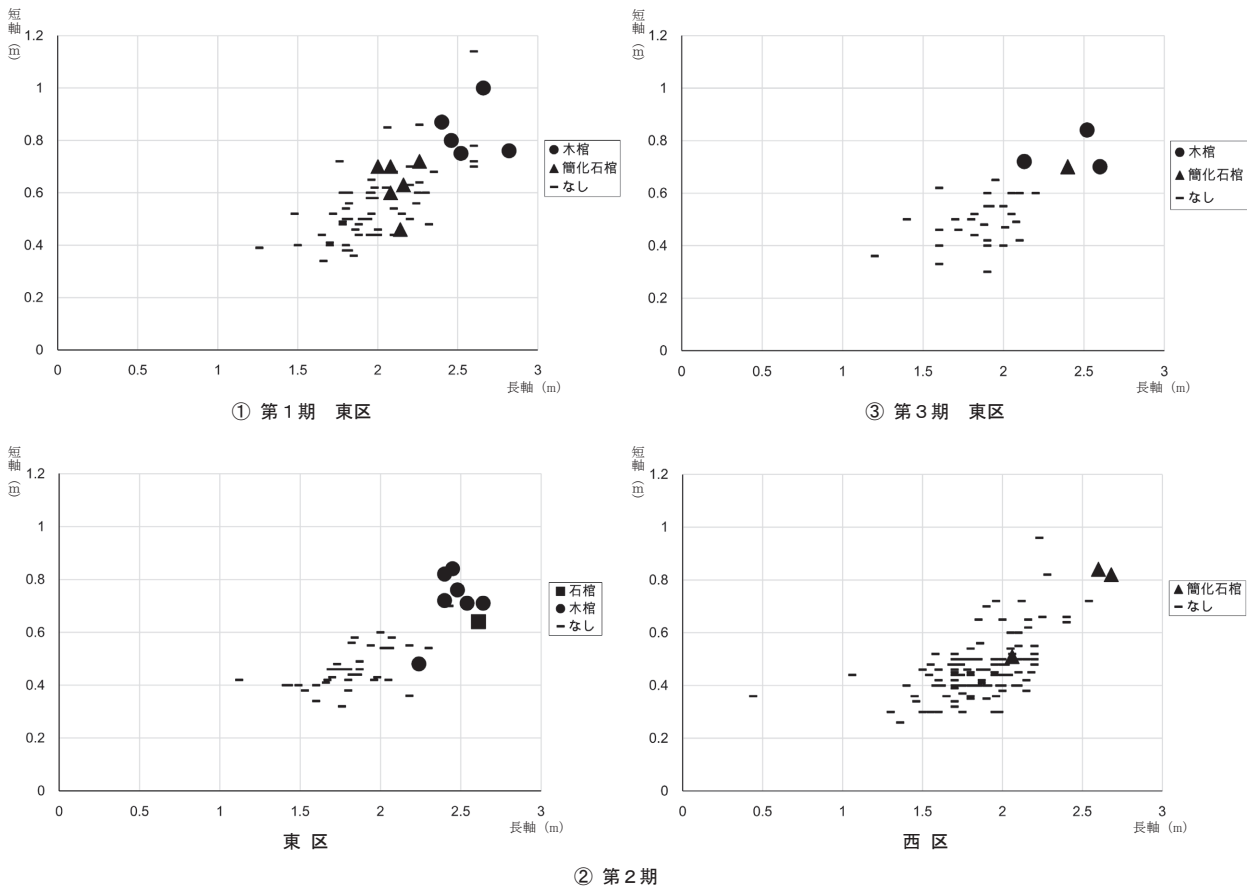 短軸（m）
1.2
1
0.8
0.6
0.4
0.2
0
0 0.5 1 1.5 2 2.5 3
長軸（m）
● 木棺
▲ 簡化石棺
− なし
① 第１期　東区
短軸（m）
1.2
1
0.8
0.6
0.4
0.2
0
0 0.5 1 1.5 2 2.5 3
長軸（m）
● 木棺
▲ 簡化石棺
− なし
③ 第３期　東区
短軸（m）
1.2
1
0.8
0.6
0.4
0.2
0
0 0.5 1 1.5 2 2.5 3
長軸（m）
■ 石棺
● 木棺
− なし
東 区
短軸（m）
1.2
1
0.8
0.6
0.4
0.2
0
0 0.5 1 1.5 2 2.5 3
長軸（m）
▲ 簡化石棺
− なし
西 区
② 第２期